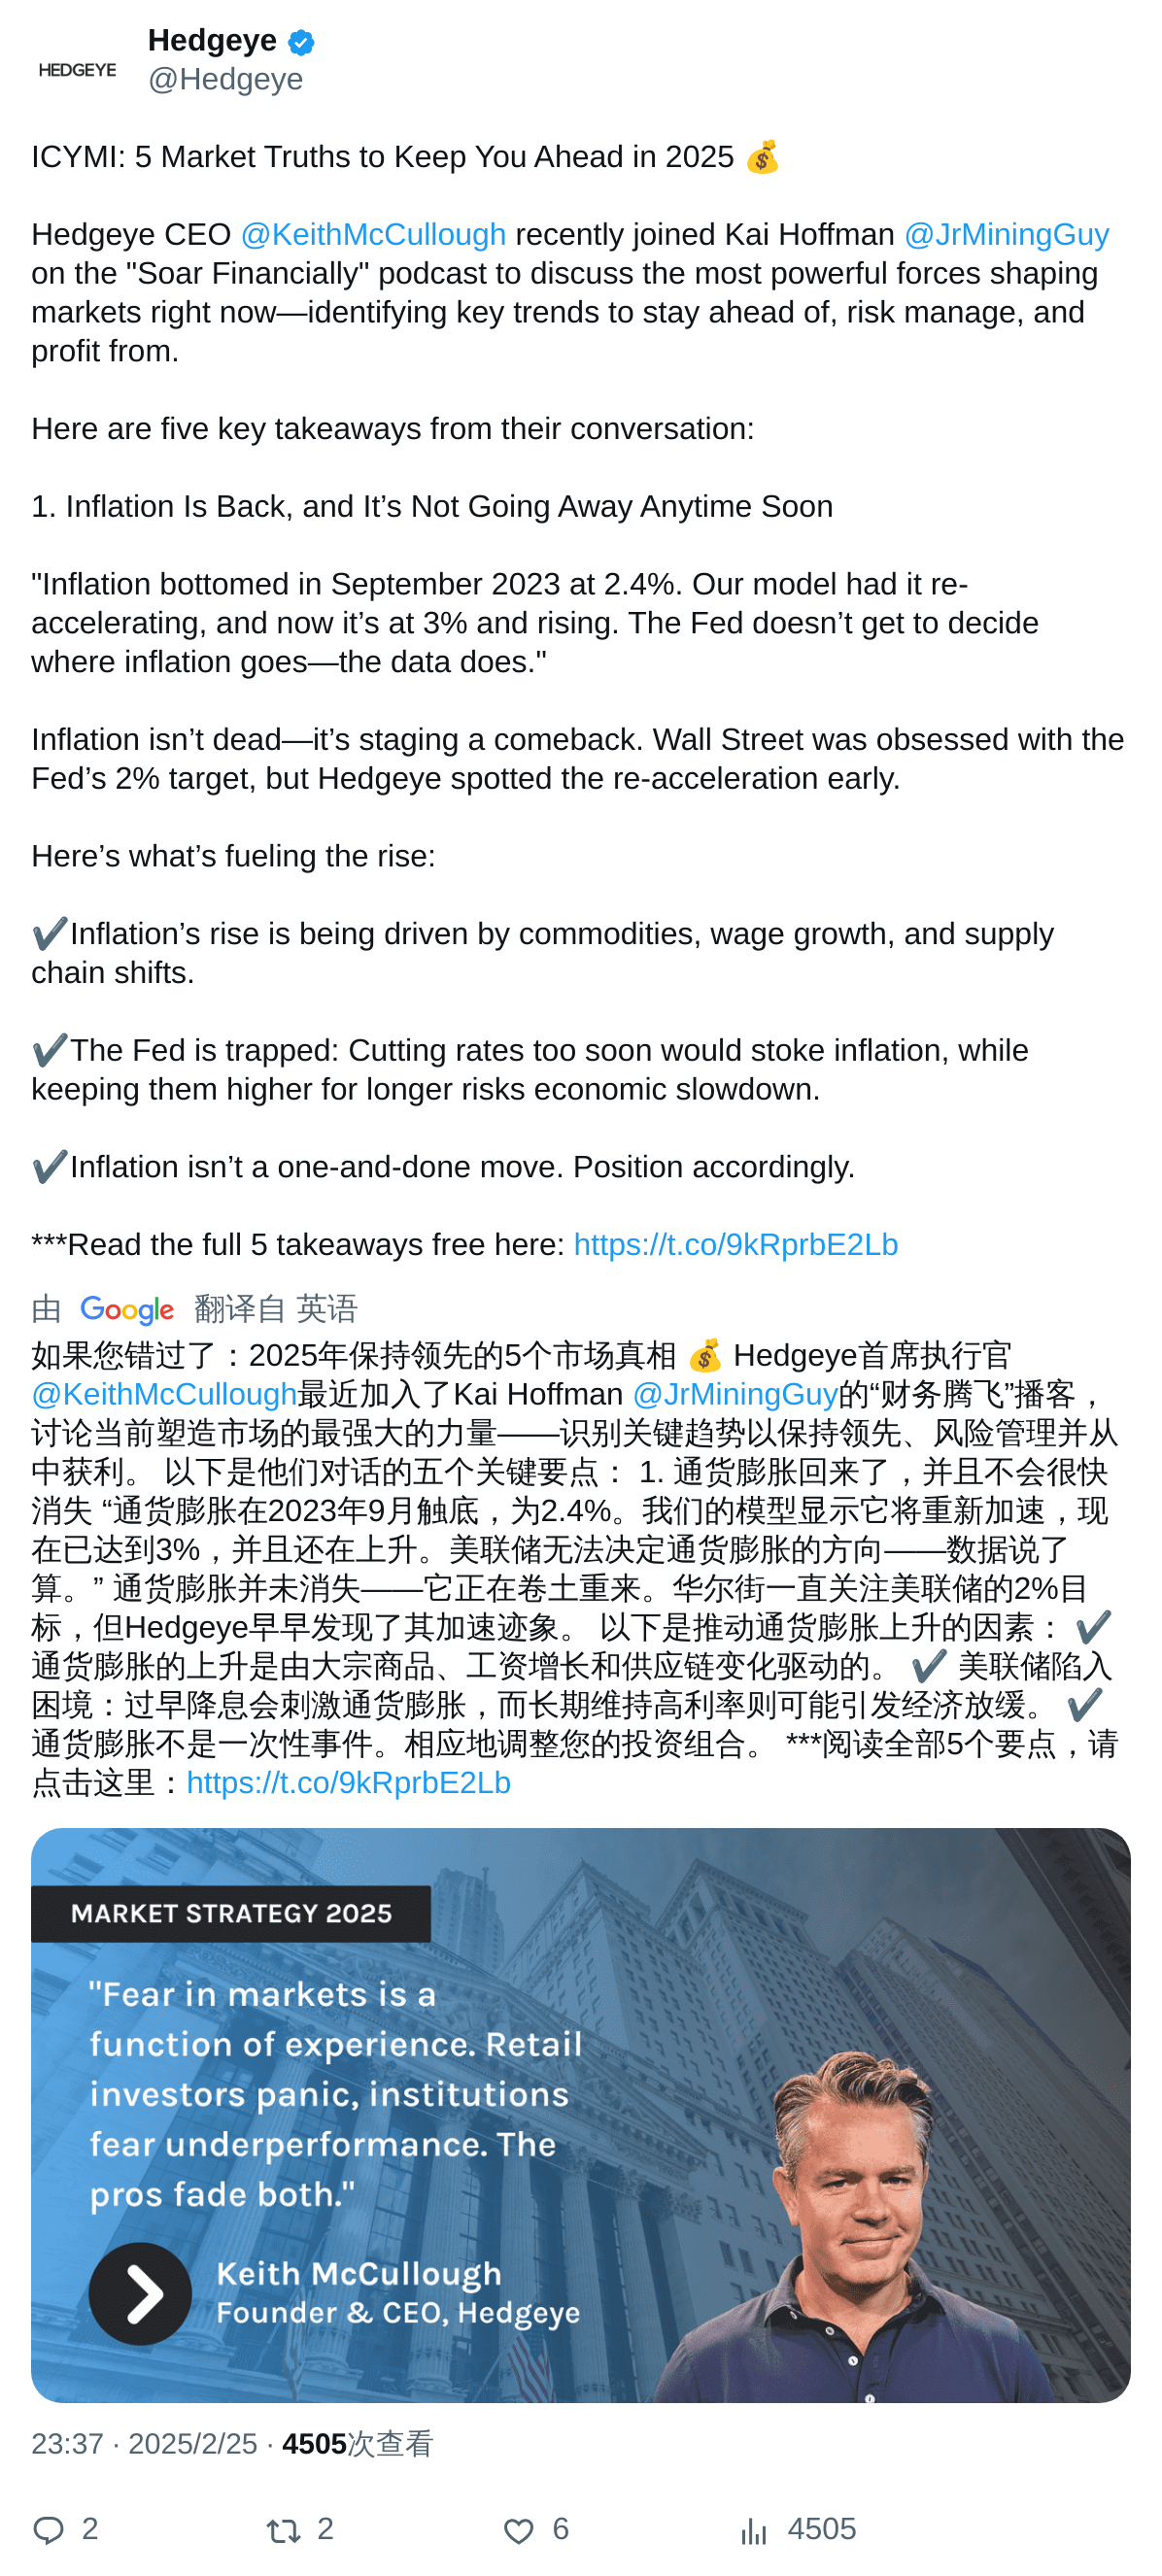 HEDGEYE
Hedgeye
@Hedgeye
ICYMI: 5 Market Truths to Keep You Ahead in 2025 💰
Hedgeye CEO @KeithMcCullough recently joined Kai Hoffman @JrMiningGuy
on the "Soar Financially" podcast to discuss the most powerful forces shaping
markets right now—identifying key trends to stay ahead of, risk manage, and
profit from.
Here are five key takeaways from their conversation:
1. Inflation Is Back, and It’s Not Going Away Anytime Soon
"Inflation bottomed in September 2023 at 2.4%. Our model had it re-
accelerating, and now it’s at 3% and rising. The Fed doesn’t get to decide
where inflation goes—the data does."
Inflation isn’t dead—it’s staging a comeback. Wall Street was obsessed with the
Fed’s 2% target, but Hedgeye spotted the re-acceleration early.
Here’s what’s fueling the rise:
✔️Inflation’s rise is being driven by commodities, wage growth, and supply
chain shifts.
✔️The Fed is trapped: Cutting rates too soon would stoke inflation, while
keeping them higher for longer risks economic slowdown.
✔️Inflation isn’t a one-and-done move. Position accordingly.
***Read the full 5 takeaways free here: https://t.co/9kRprbE2Lb
由 Google 翻译自 英语
如果您错过了：2025年保持领先的5个市场真相 💰 Hedgeye首席执行官
@KeithMcCullough最近加入了Kai Hoffman @JrMiningGuy的“财务腾飞”播客，
讨论当前塑造市场的最强大的力量——识别关键趋势以保持领先、风险管理并从
中获利。 以下是他们对话的五个关键要点： 1. 通货膨胀回来了，并且不会很快
消失 “通货膨胀在2023年9月触底，为2.4%。我们的模型显示它将重新加速，现
在已达到3%，并且还在上升。美联储无法决定通货膨胀的方向——数据说了
算。” 通货膨胀并未消失——它正在卷土重来。华尔街一直关注美联储的2%目
标，但Hedgeye早早发现了其加速迹象。 以下是推动通货膨胀上升的因素： ✔️
通货膨胀的上升是由大宗商品、工资增长和供应链变化驱动的。 ✔️ 美联储陷入
困境：过早降息会刺激通货膨胀，而长期维持高利率则可能引发经济放缓。 ✔️
通货膨胀不是一次性事件。相应地调整您的投资组合。 ***阅读全部5个要点，请
点击这里：https://t.co/9kRprbE2Lb
MARKET STRATEGY 2025
"Fear in markets is a
function of experience. Retail
investors panic, institutions
fear underperformance. The
pros fade both."
Keith McCullough
Founder & CEO, Hedgeye
23:37 · 2025/2/25 · 4505次查看
2 2 6 4505